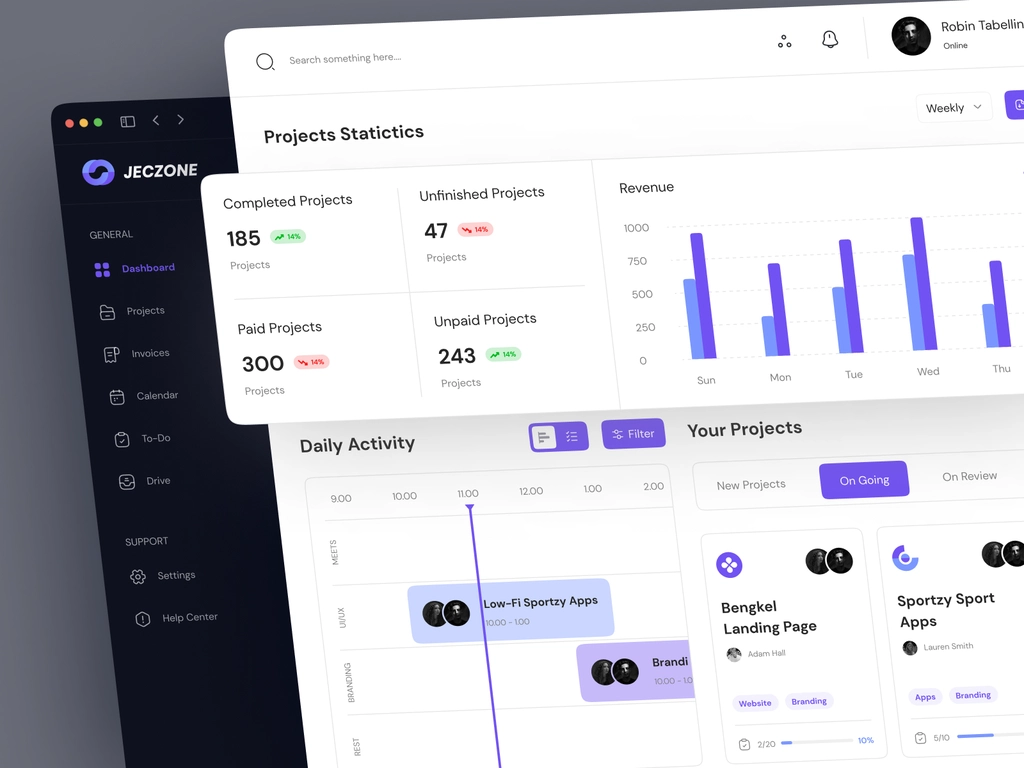 Search something here....
Robin Tabellin
Online
Projects Statictics
Weekly
JECZONE
GENERAL
Dashboard
Projects
Invoices
Calendar
To-Do
Drive
SUPPORT
Settings
Help Center
Completed Projects
185 14%
Projects
Unfinished Projects
47 14%
Projects
Paid Projects
300 14%
Projects
Unpaid Projects
243 14%
Projects
Revenue
1000
750
500
250
0
Sun Mon Tue Wed Thu
Daily Activity
Filter
9.00 10.00 11.00 12.00 1.00 2.00
MEETS
UI/UX
Low-Fi Sportzy Apps
10.00 - 1.00
BRANDING
Brandi
10.00 - 1.0
REST
Your Projects
New Projects On Going On Review
Bengkel
Landing Page
Adam Hall
Website Branding
2/20 10%
Sportzy Sport
Apps
Lauren Smith
Apps Branding
5/10